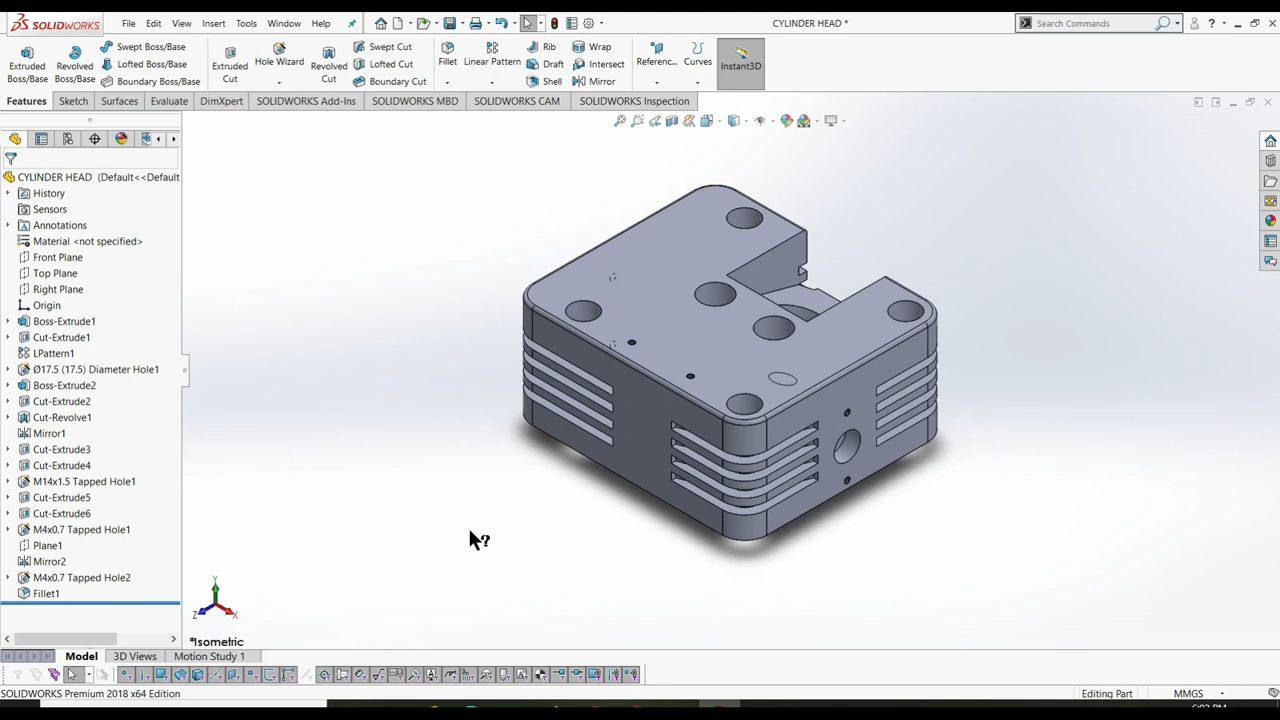 SOLIDWORKS File Edit View Insert Tools Window Help CYLINDER HEAD * Search Commands ?
Extruded Boss/Base Revolved Boss/Base Swept Boss/Base Lofted Boss/Base Boundary Boss/Base Extruded Cut Hole Wizard Revolved Cut Swept Cut Lofted Cut Boundary Cut Fillet Linear Pattern Rib Draft Shell Wrap Intersect Mirror Referenc... Curves Instant3D
Features Sketch Surfaces Evaluate DimXpert SOLIDWORKS Add-Ins SOLIDWORKS MBD SOLIDWORKS CAM SOLIDWORKS Inspection
CYLINDER HEAD (Default<<Default
History
Sensors
Annotations
Material <not specified>
Front Plane
Top Plane
Right Plane
Origin
Boss-Extrude1
Cut-Extrude1
LPattern1
Ø17.5 (17.5) Diameter Hole1
Boss-Extrude2
Cut-Extrude2
Cut-Revolve1
Mirror1
Cut-Extrude3
Cut-Extrude4
M14x1.5 Tapped Hole1
Cut-Extrude5
Cut-Extrude6
M4x0.7 Tapped Hole1
Plane1
Mirror2
M4x0.7 Tapped Hole2
Fillet1
Y
Z X
*Isometric
Model 3D Views Motion Study 1
SOLIDWORKS Premium 2018 x64 Edition Editing Part MMGS